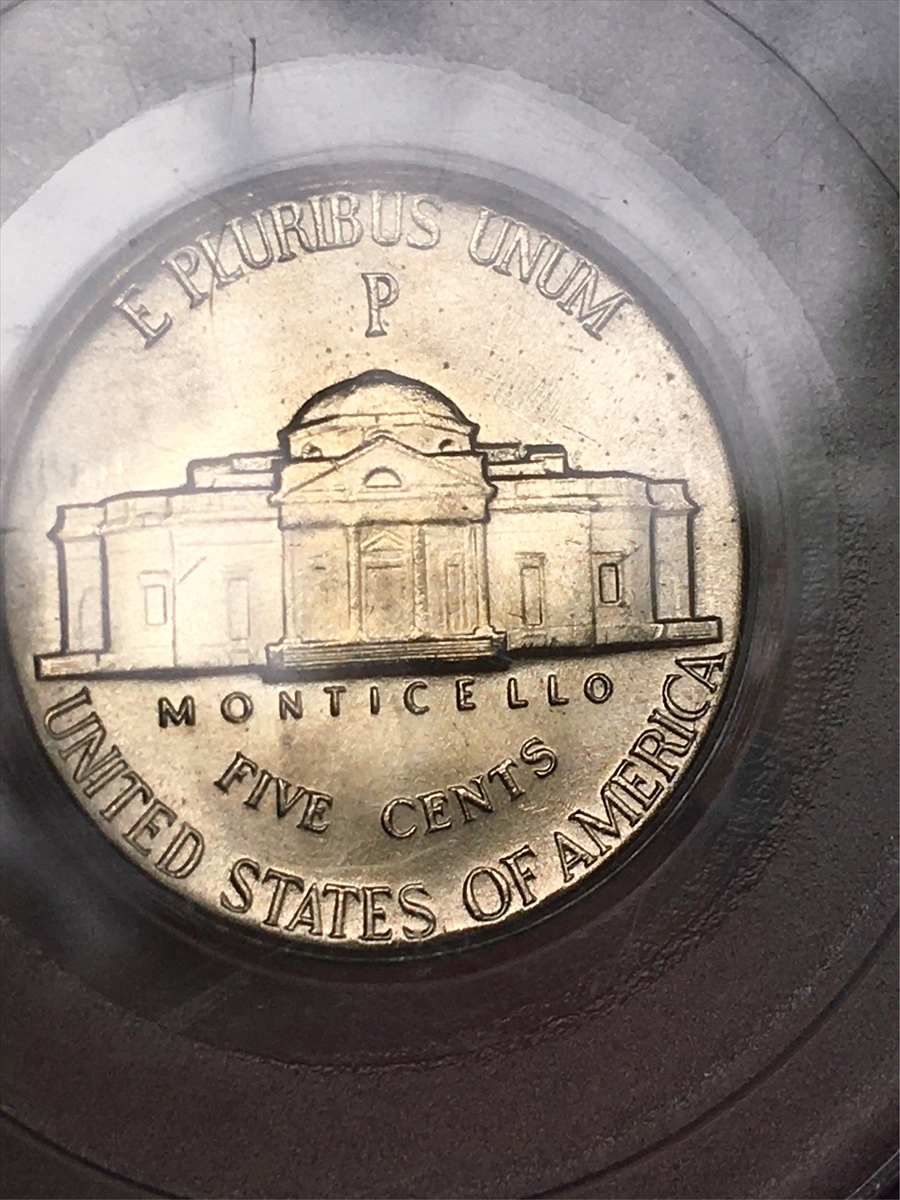 E PLURIBUS UNUM
P
MONTICELLO
FIVE CENTS
UNITED STATES OF AMERICA